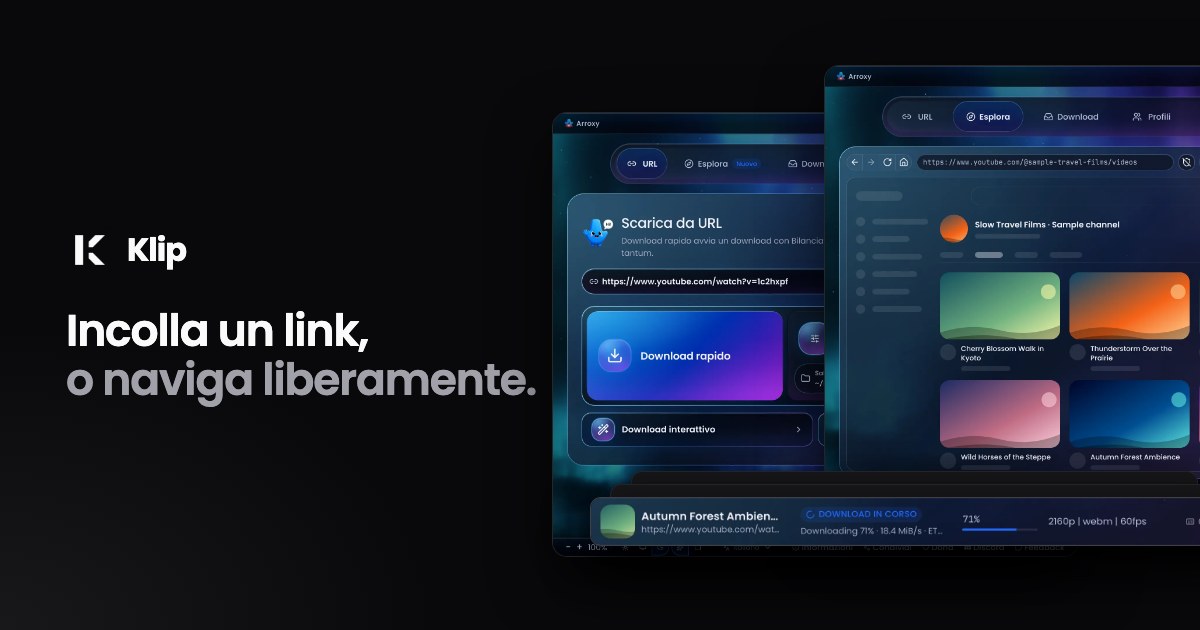 Klip
Incolla un link,
o naviga liberamente.
Arroxy
URL
Esplora
Nuovo
Down
Scarica da URL
Download rapido avvia un download con Bilancia
tantum.
https://www.youtube.com/watch?v=1c2hxpf
Download rapido
Download interattivo
Arroxy
URL
Esplora
Download
Profili
https://www.youtube.com/@sample-travel-films/videos
Slow Travel Films · Sample channel
Cherry Blossom Walk in
Kyoto
Thunderstorm Over the
Prairie
Wild Horses of the Steppe
Autumn Forest Ambience
Autumn Forest Ambien...
https://www.youtube.com/wat...
DOWNLOAD IN CORSO
Downloading 71% · 18.4 MiB/s · ET...
71%
2160p | webm | 60fps
− + 100%